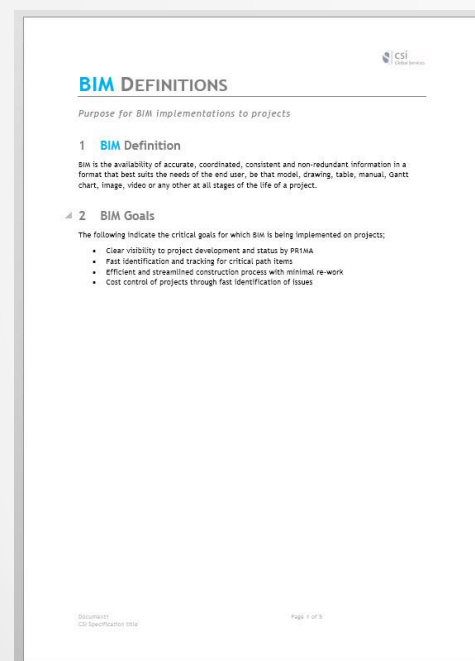 CSI
Global Services
BIM DEFINITIONS
Purpose for BIM implementations to projects
1 BIM Definition
BIM is the availability of accurate, coordinated, consistent and non-redundant information in a
format that best suits the needs of the end user, be that model, drawing, table, manual, Gantt
chart, image, video or any other at all stages of the life of a project.
2 BIM Goals
The following indicate the critical goals for which BIM is being implemented on projects;
• Clear visibility to project development and status by PR1MA
• Fast identification and tracking for critical path items
• Efficient and streamlined construction process with minimal re-work
• Cost control of projects through fast identification of issues
Document1 Page 1 of 5
CSI Specification title